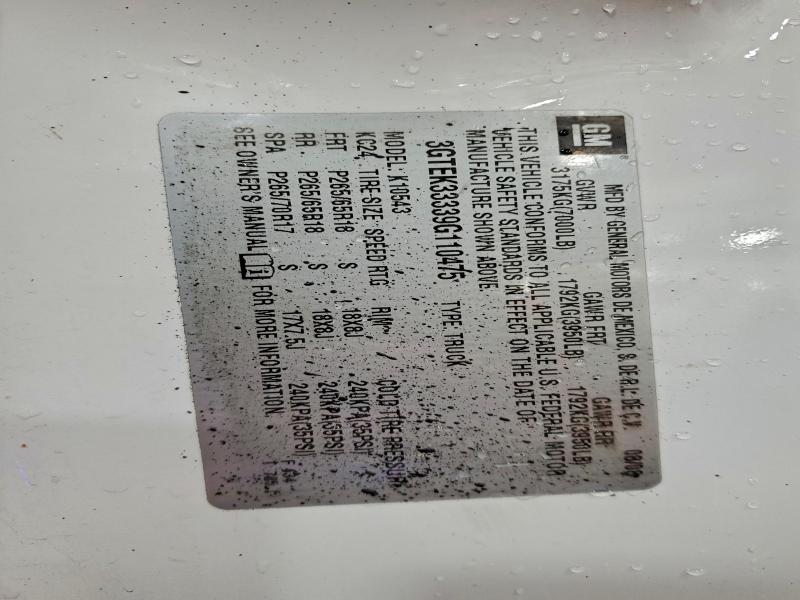 GM®
MFD BY GENERAL MOTORS DE MEXICO, S. DE R.L. DE C.V.
GVWR GAWR FRT GAWR RR
3175KG(7000LB) 1792KG(3950LB) 1792KG(3950LB)
THIS VEHICLE CONFORMS TO ALL APPLICABLE U.S. FEDERAL MOTOR
VEHICLE SAFETY STANDARDS IN EFFECT ON THE DATE OF
MANUFACTURE SHOWN ABOVE.
3GTEK33339G110475 TYPE: TRUCK
MODEL: K10543
KC24 TIRE-SIZE SPEED RTG RIM COLD TIRE PRESSURE
FRT P265/65R18 S 18X8J 240KPA(35PSI)
RR P265/65R18 S 18X8J 240KPA(35PSI)
SPA P265/70R17 S 17X7.5J 240KPA(35PSI)
SEE OWNER'S MANUAL FOR MORE INFORMATION.